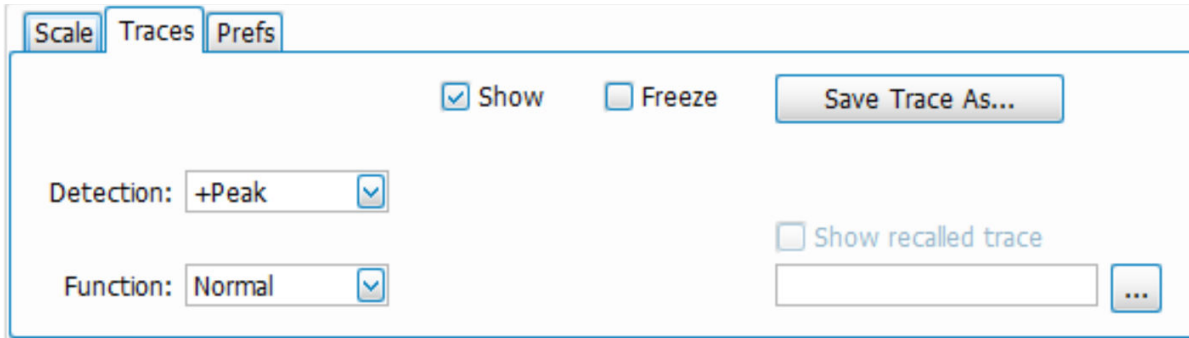 Scale Traces Prefs
Show Freeze Save Trace As...
Detection: +Peak
Show recalled trace
Function: Normal ...